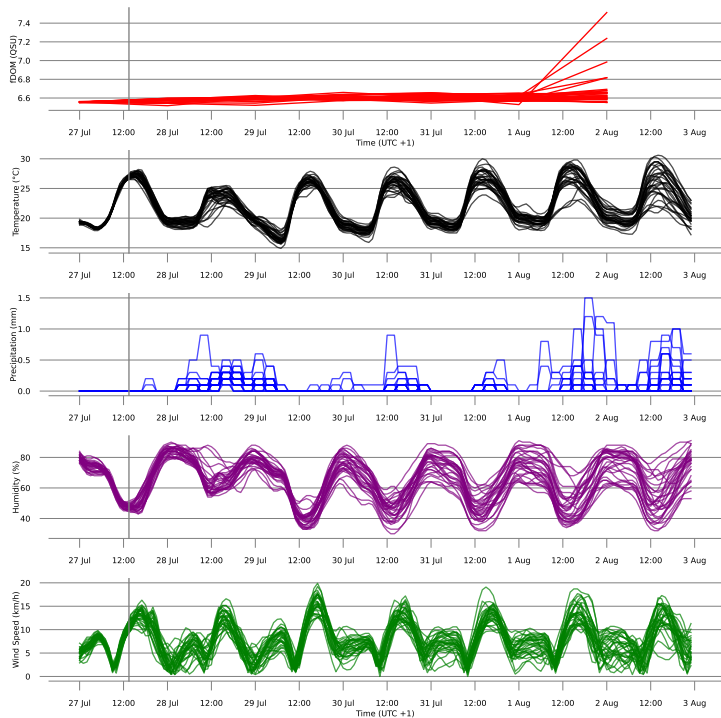 7.4
7.2
7.0
6.8
6.6
fDOM (QSU)
27 Jul 12:00 28 Jul 12:00 29 Jul 12:00 30 Jul 12:00 31 Jul 12:00 1 Aug 12:00 2 Aug 12:00 3 Aug
Time (UTC +1)
30
25
20
15
Temperature (°C)
27 Jul 12:00 28 Jul 12:00 29 Jul 12:00 30 Jul 12:00 31 Jul 12:00 1 Aug 12:00 2 Aug 12:00 3 Aug
1.5
1.0
0.5
0.0
Precipitation (mm)
27 Jul 12:00 28 Jul 12:00 29 Jul 12:00 30 Jul 12:00 31 Jul 12:00 1 Aug 12:00 2 Aug 12:00 3 Aug
80
60
40
Humidity (%)
27 Jul 12:00 28 Jul 12:00 29 Jul 12:00 30 Jul 12:00 31 Jul 12:00 1 Aug 12:00 2 Aug 12:00 3 Aug
20
15
10
5
0
Wind Speed (km/h)
27 Jul 12:00 28 Jul 12:00 29 Jul 12:00 30 Jul 12:00 31 Jul 12:00 1 Aug 12:00 2 Aug 12:00 3 Aug
Time (UTC +1)